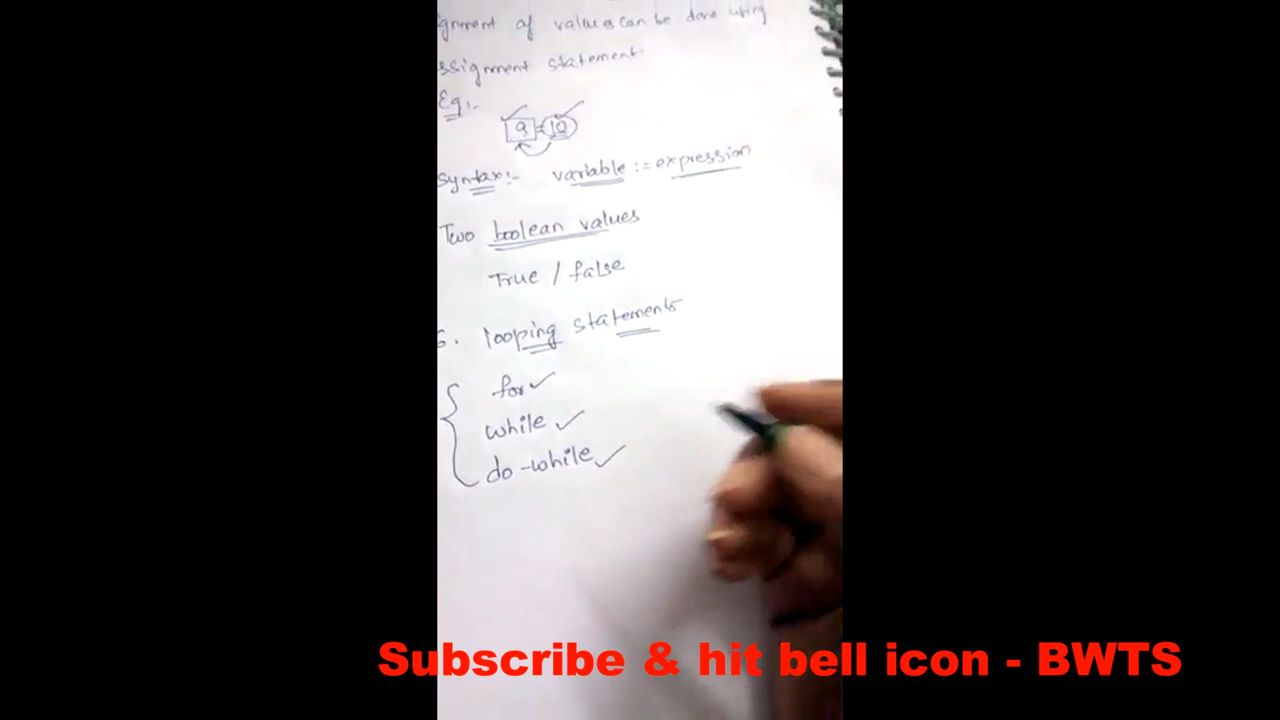 gnment of values can be done using
ssignment statement.
Eg:-
a = 10
Syntax:- variable := expression
Two boolean values
True / false
6. looping statements
for
while
do-while
Subscribe & hit bell icon - BWTS